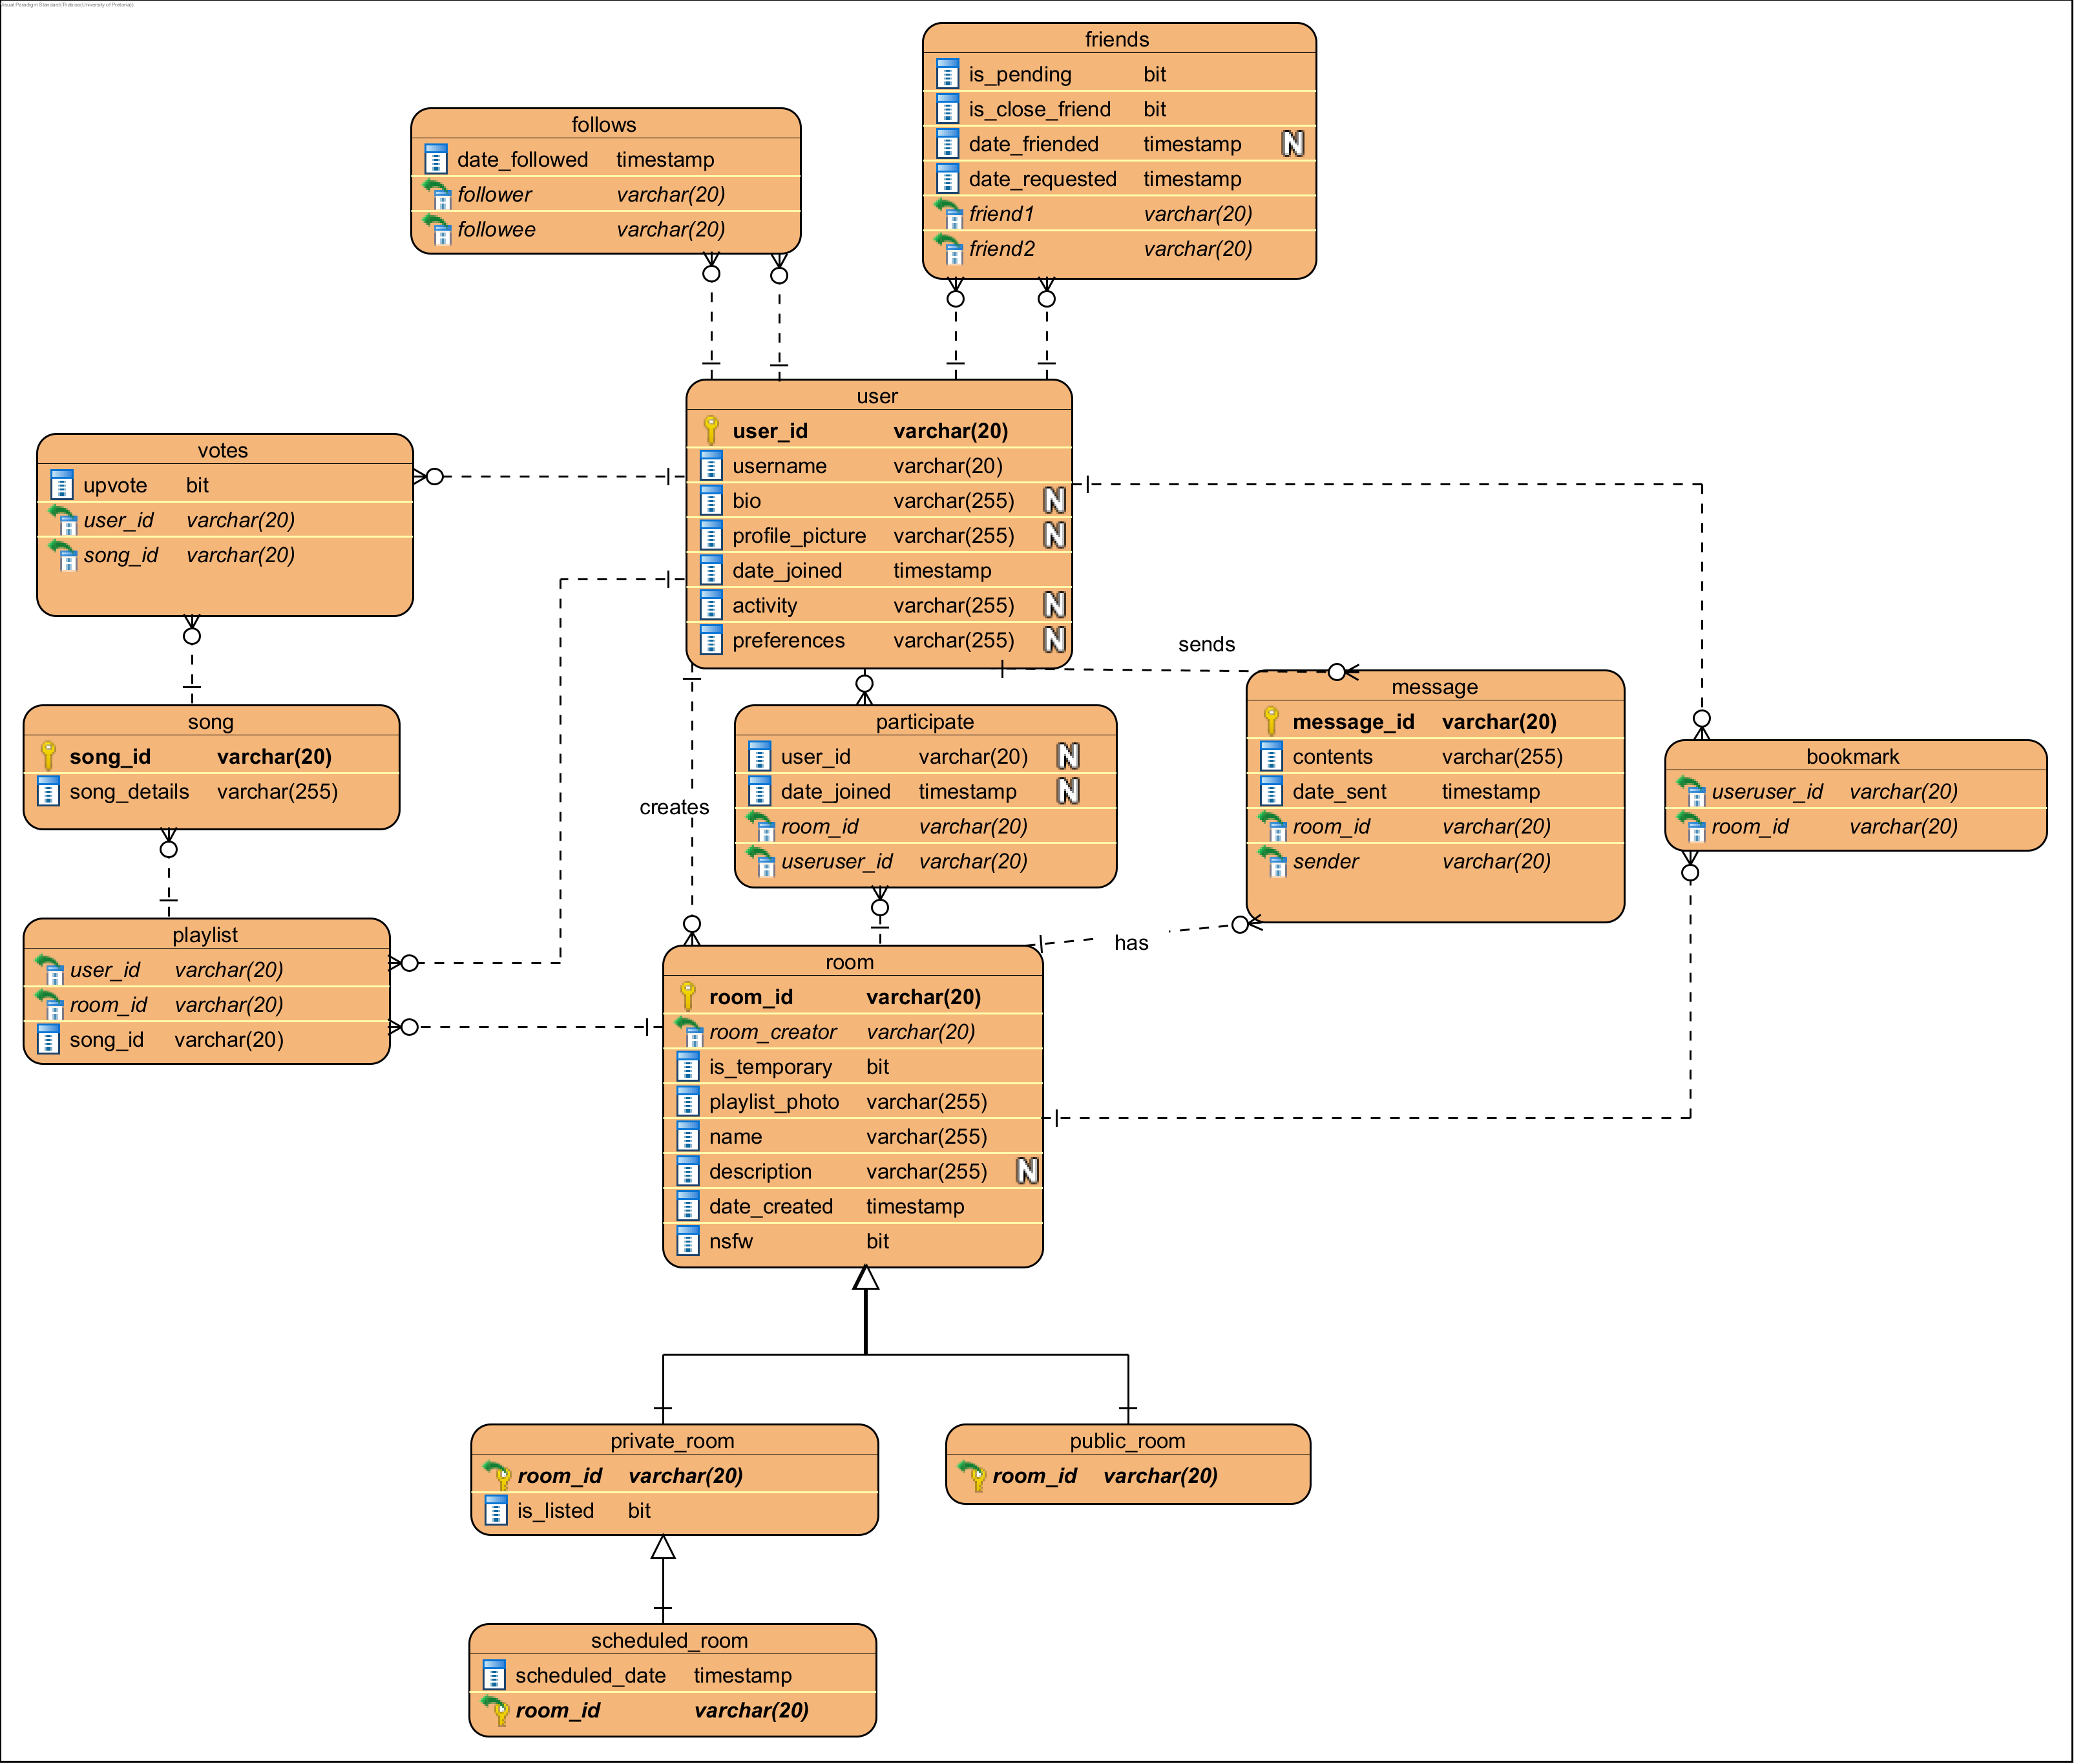 Visual Paradigm Standard(Thabiso(University of Pretoria))
friends
is_pending bit
is_close_friend bit
date_friended timestamp N
date_requested timestamp
friend1 varchar(20)
friend2 varchar(20)
follows
date_followed timestamp
follower varchar(20)
followee varchar(20)
user
user_id varchar(20)
username varchar(20)
bio varchar(255) N
profile_picture varchar(255) N
date_joined timestamp
activity varchar(255) N
preferences varchar(255) N
votes
upvote bit
user_id varchar(20)
song_id varchar(20)
sends
creates
has
song
song_id varchar(20)
song_details varchar(255)
participate
user_id varchar(20) N
date_joined timestamp N
room_id varchar(20)
useruser_id varchar(20)
message
message_id varchar(20)
contents varchar(255)
date_sent timestamp
room_id varchar(20)
sender varchar(20)
bookmark
useruser_id varchar(20)
room_id varchar(20)
playlist
user_id varchar(20)
room_id varchar(20)
song_id varchar(20)
room
room_id varchar(20)
room_creator varchar(20)
is_temporary bit
playlist_photo varchar(255)
name varchar(255)
description varchar(255) N
date_created timestamp
nsfw bit
private_room
room_id varchar(20)
is_listed bit
public_room
room_id varchar(20)
scheduled_room
scheduled_date timestamp
room_id varchar(20)